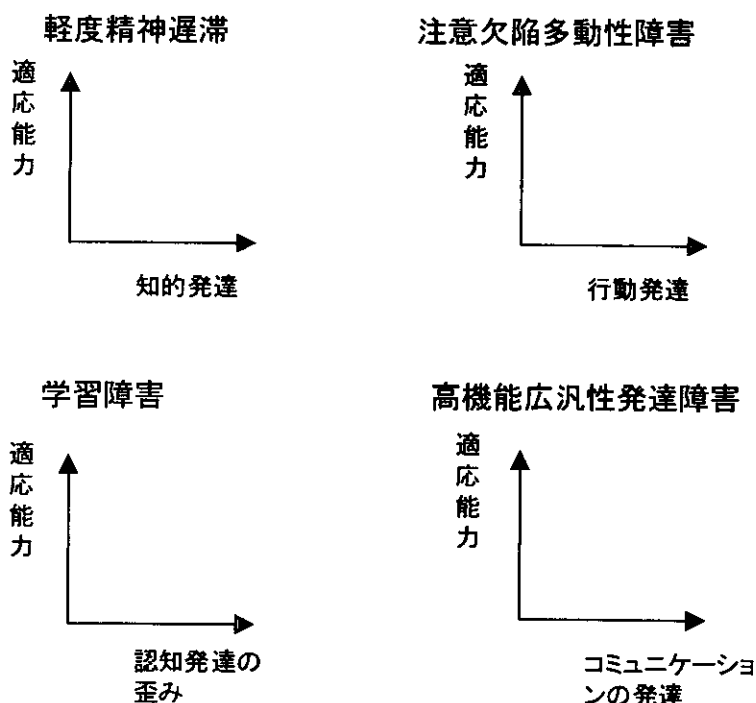 軽度精神遅滞
適応能力
知的発達
注意欠陥多動性障害
適応能力
行動発達
学習障害
適応能力
認知発達の
歪み
高機能広汎性発達障害
適応能力
コミュニケーショ
ンの発達